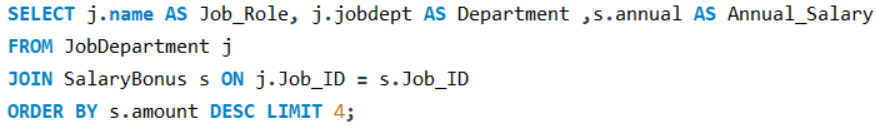 SELECT j.name AS Job_Role, j.jobdept AS Department ,s.annual AS Annual_Salary
FROM JobDepartment j
JOIN SalaryBonus s ON j.Job_ID = s.Job_ID
ORDER BY s.amount DESC LIMIT 4;